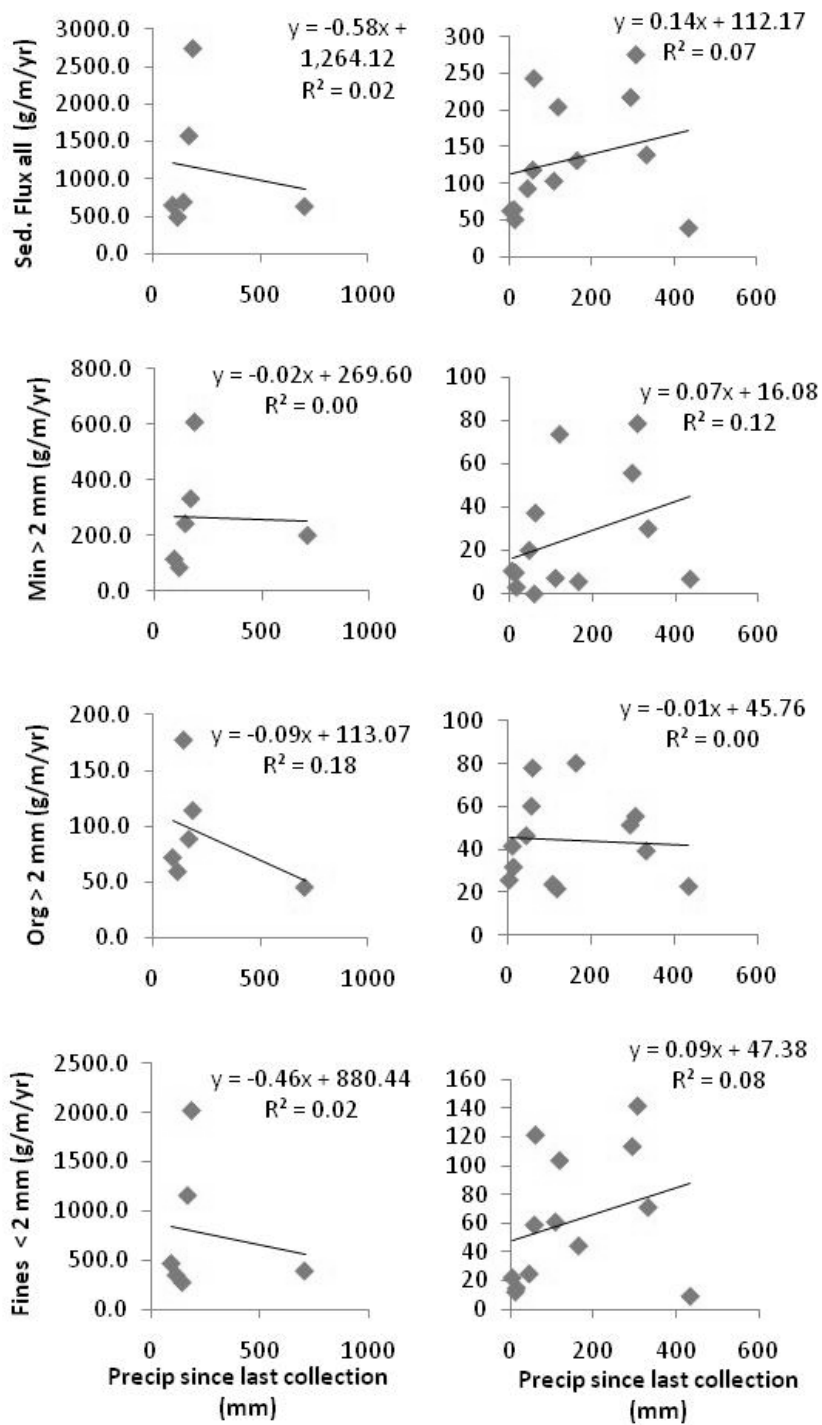 Sed. Flux all (g/m/yr)
3000.0
2500.0
2000.0
1500.0
1000.0
500.0
0.0
0 500 1000
y = -0.58x +
1,264.12
R² = 0.02
300
250
200
150
100
50
0
0 200 400 600
y = 0.14x + 112.17
R² = 0.07
Min > 2 mm (g/m/yr)
800.0
600.0
400.0
200.0
0.0
0 500 1000
y = -0.02x + 269.60
R² = 0.00
100
80
60
40
20
0
0 200 400 600
y = 0.07x + 16.08
R² = 0.12
Org > 2 mm (g/m/yr)
200.0
150.0
100.0
50.0
0.0
0 500 1000
y = -0.09x + 113.07
R² = 0.18
100
80
60
40
20
0
0 200 400 600
y = -0.01x + 45.76
R² = 0.00
Fines < 2 mm (g/m/yr)
2500.0
2000.0
1500.0
1000.0
500.0
0.0
0 500 1000
y = -0.46x + 880.44
R² = 0.02
Precip since last collection
(mm)
160
140
120
100
80
60
40
20
0
0 200 400 600
y = 0.09x + 47.38
R² = 0.08
Precip since last collection
(mm)